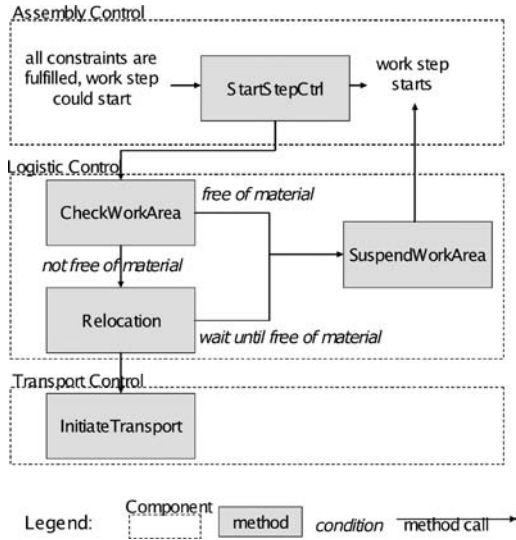 Assembly Control
all constraints are
fulfilled, work step
could start
StartStepCtrl
work step
starts
Logistic Control
CheckWorkArea
free of material
not free of material
SuspendWorkArea
Relocation
wait until free of material
Transport Control
InitiateTransport
Legend:
Component
method
condition
method call